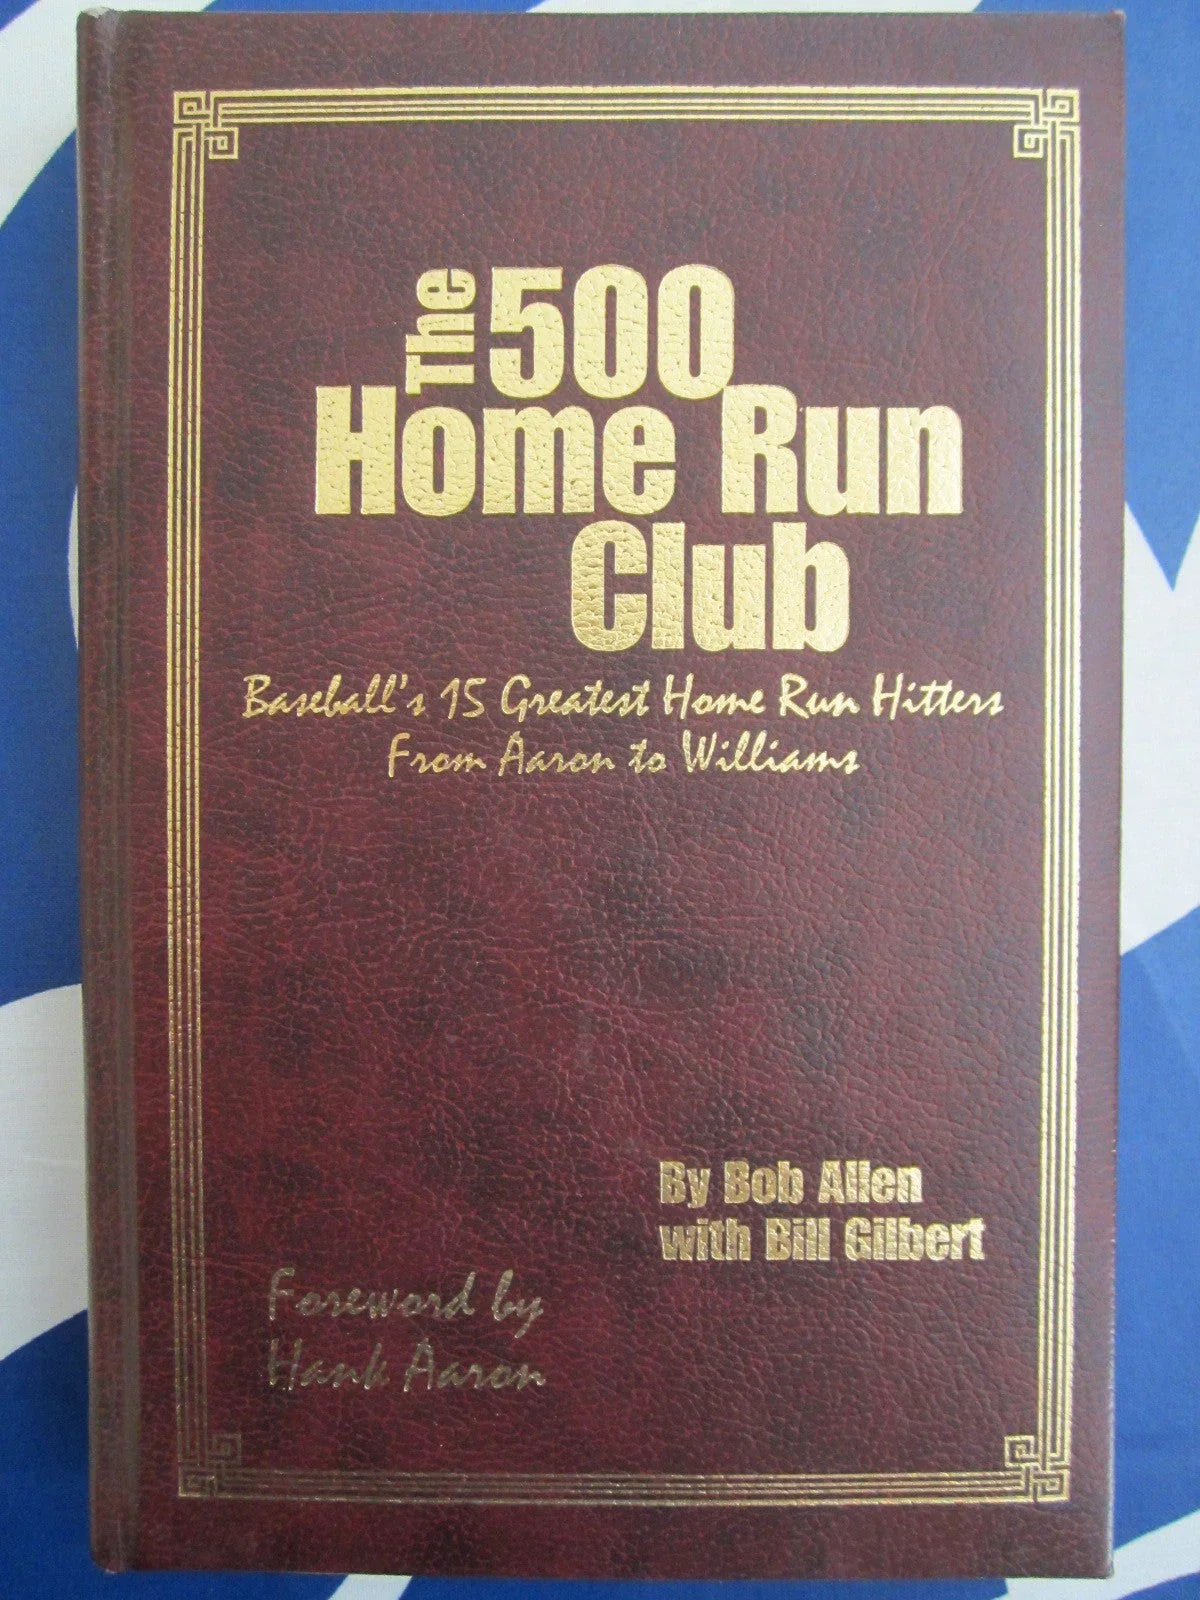 The 500
Home Run
Club
Baseball's 15 Greatest Home Run Hitters
From Aaron to Williams
By Bob Allen
with Bill Gilbert
Foreword by
Hank Aaron